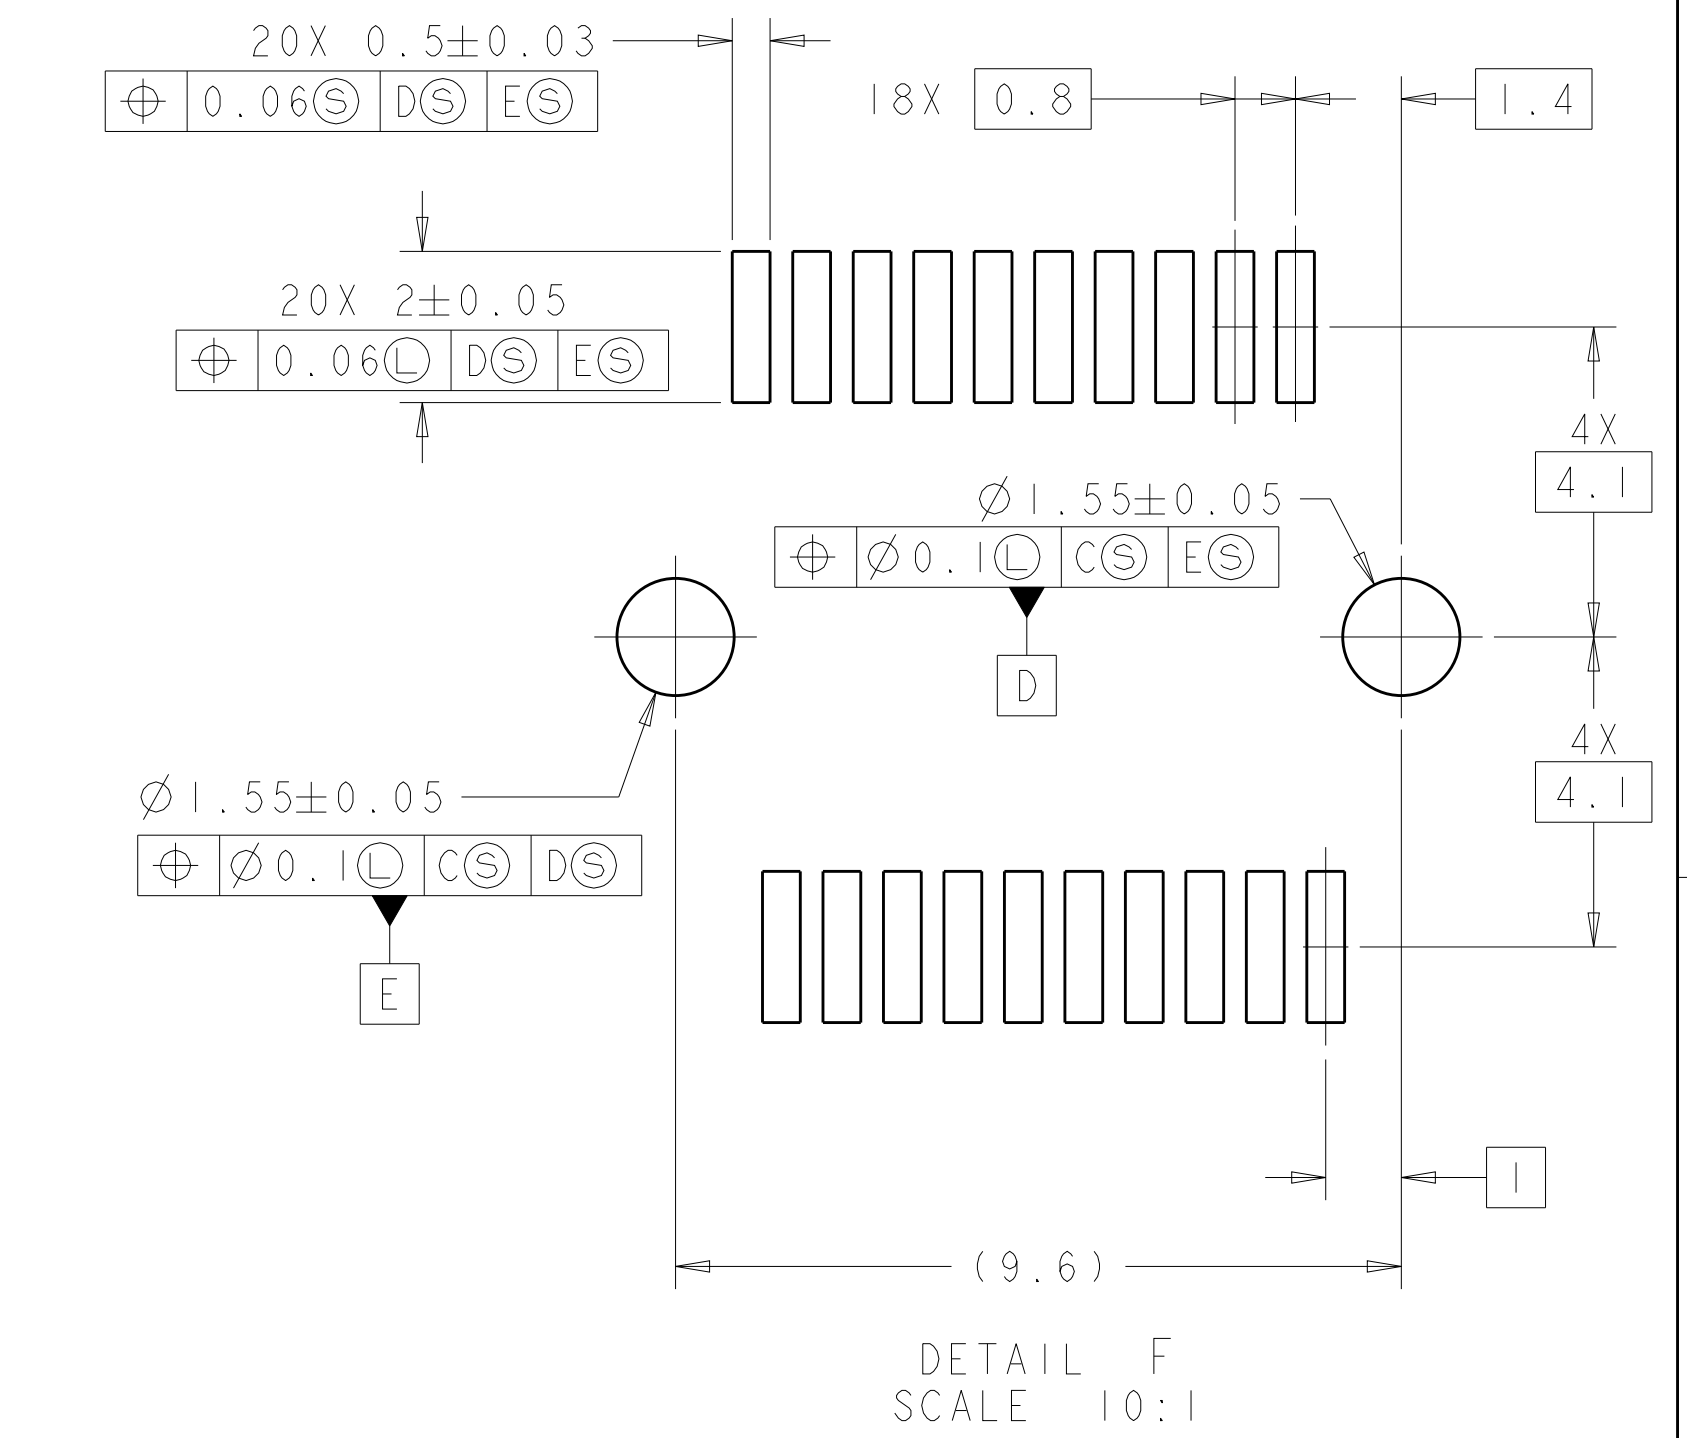 20X 0.5±0.03
⌖ 0.06Ⓢ DⓈ EⓈ
18X 0.8
1.4
20X 2±0.05
⌖ 0.06Ⓛ DⓈ EⓈ
4X
4.1
Ø1.55±0.05
⌖ Ø0.1Ⓛ CⓈ EⓈ
D
4X
4.1
Ø1.55±0.05
⌖ Ø0.1Ⓛ CⓈ DⓈ
E
1
(9.6)
DETAIL F
SCALE 10:1